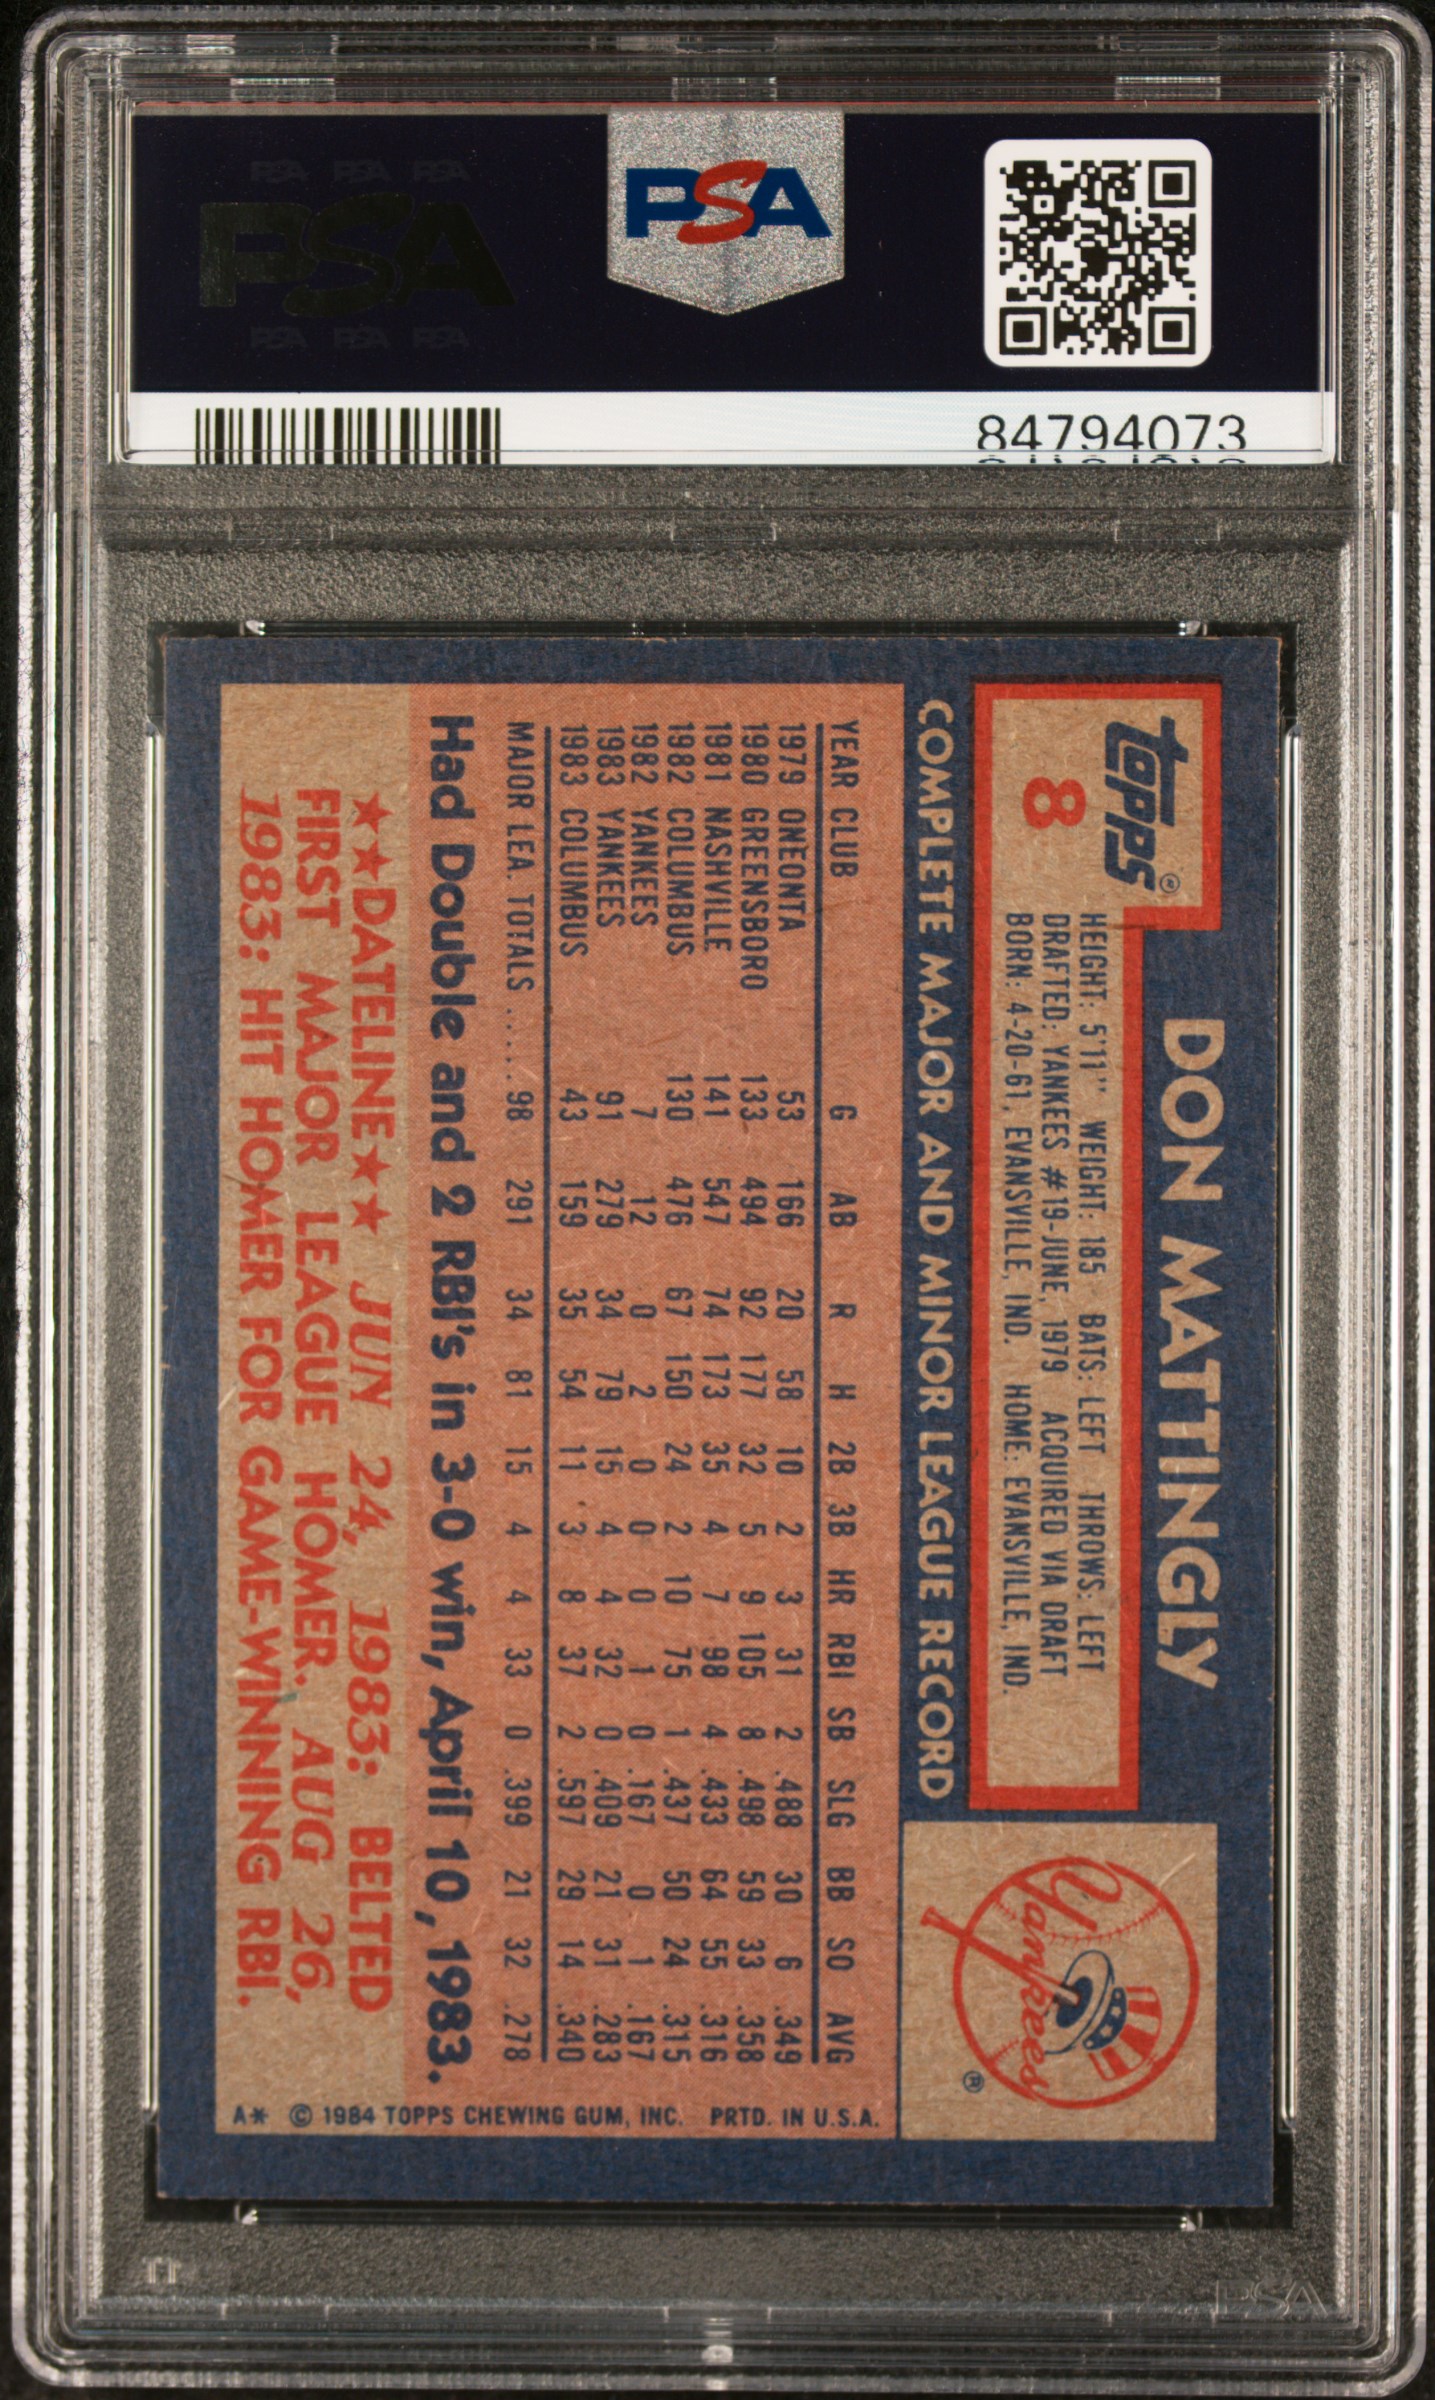 PSA PSA PSA
PSA
PSA PSA PSA
PSA
84794073
topps®
8
DON MATTINGLY
HEIGHT: 5'11" WEIGHT: 185 BATS: LEFT THROWS: LEFT
DRAFTED: YANKEES #19-JUNE, 1979 ACQUIRED VIA DRAFT
BORN: 4-20-61, EVANSVILLE, IND. HOME: EVANSVILLE, IND.
Yankees
®
COMPLETE MAJOR AND MINOR LEAGUE RECORD
YEAR CLUB G AB R H 2B 3B HR RBI SB SLG BB SO AVG
1979 ONEONTA 53 166 20 58 10 2 3 31 2 .488 30 6 .349
1980 GREENSBORO 133 494 92 177 32 5 9 105 8 .498 59 33 .358
1981 NASHVILLE 141 547 74 173 35 4 7 98 4 .433 64 55 .316
1982 COLUMBUS 130 476 67 150 24 2 10 75 1 .437 50 24 .315
1982 YANKEES 7 12 0 2 0 0 0 1 0 .167 0 1 .167
1983 YANKEES 91 279 34 79 15 4 4 32 0 .409 21 31 .283
1983 COLUMBUS 43 159 35 54 11 3 8 37 2 .597 29 14 .340
MAJOR LEA. TOTALS ..... 98 291 34 81 15 4 4 33 0 .399 21 32 .278
Had Double and 2 RBI's in 3-0 win, April 10, 1983.
★★DATELINE★★ JUN 24, 1983: BELTED
FIRST MAJOR LEAGUE HOMER. AUG 26,
1983: HIT HOMER FOR GAME-WINNING RBI.
A* © 1984 TOPPS CHEWING GUM, INC. PRTD. IN U.S.A.
PSA